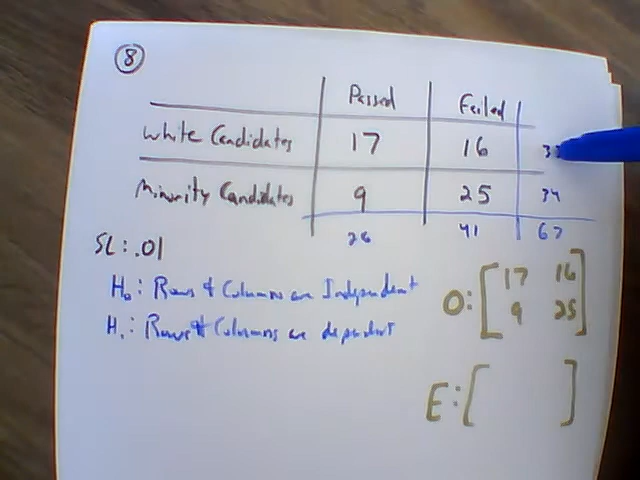 8
Passed Failed
White Candidates 17 16
Minority Candidates 9 25 34
26 41 67
SL: .01
H₀: Rows & Columns are Independent
H₁: Rows & Columns are dependent
O: [17 16
9 25]
E: [ ]